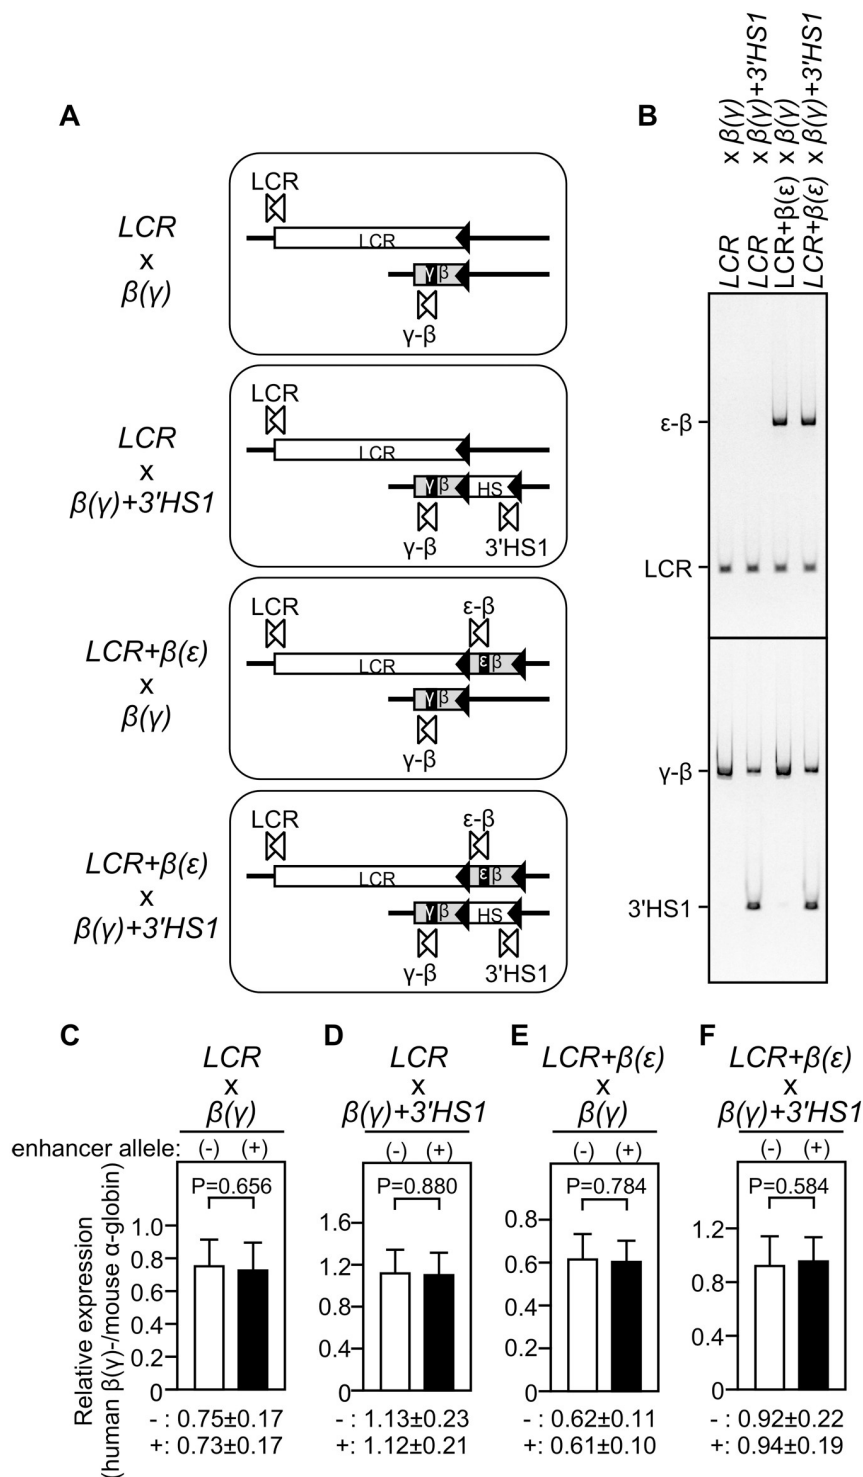 A
LCR
x
β(γ)
LCR
LCR
γ β
γ-β
LCR
x
β(γ)+3'HS1
LCR
LCR
γ β HS
γ-β 3'HS1
LCR+β(ε)
x
β(γ)
LCR ε-β
LCR ε β
γ β
γ-β
LCR+β(ε)
x
β(γ)+3'HS1
LCR ε-β
LCR ε β
γ β HS
γ-β 3'HS1
B
LCR x β(γ)
LCR x β(γ)+3'HS1
LCR+β(ε) x β(γ)
LCR+β(ε) x β(γ)+3'HS1
ε-β
LCR
γ-β
3'HS1
C
LCR
x
β(γ)
enhancer allele: (-) (+)
P=0.656
Relative expression
(human β(γ)-/mouse α-globin)
1.0
0.8
0.6
0.4
0.2
0
- : 0.75±0.17
+: 0.73±0.17
D
LCR
x
β(γ)+3'HS1
(-) (+)
P=0.880
1.6
1.2
0.8
0.4
0
- : 1.13±0.23
+: 1.12±0.21
E
LCR+β(ε)
x
β(γ)
(-) (+)
P=0.784
0.8
0.6
0.4
0.2
0
- : 0.62±0.11
+: 0.61±0.10
F
LCR+β(ε)
x
β(γ)+3'HS1
(-) (+)
P=0.584
1.2
0.8
0.4
0
- : 0.92±0.22
+: 0.94±0.19